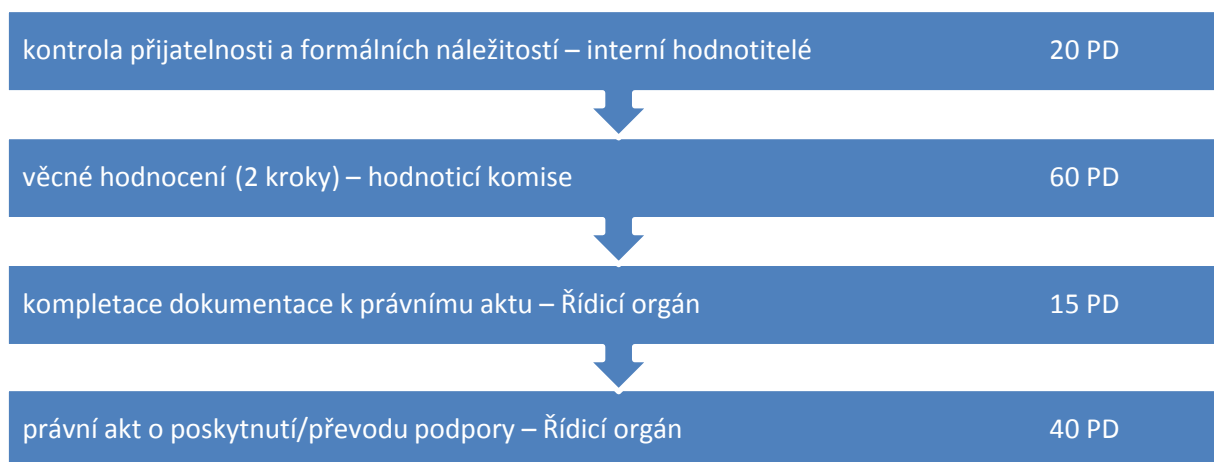 kontrola přijatelnosti a formálních náležitostí – interní hodnotitelé 20 PD
věcné hodnocení (2 kroky) – hodnoticí komise 60 PD
kompletace dokumentace k právnímu aktu – Řídicí orgán 15 PD
právní akt o poskytnutí/převodu podpory – Řídicí orgán 40 PD